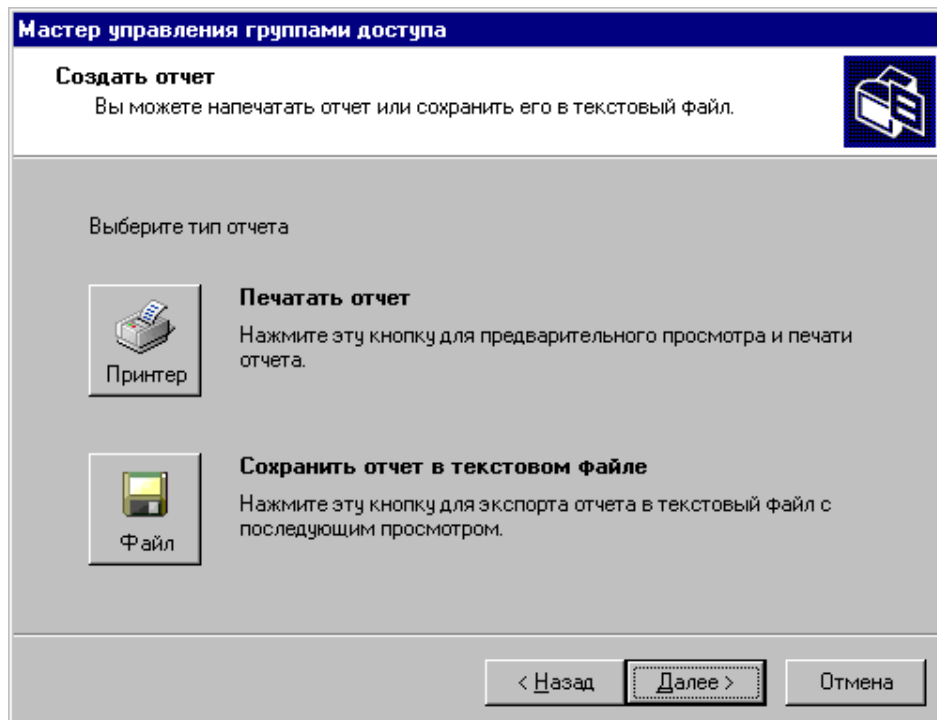 Мастер управления группами доступа
Создать отчет
Вы можете напечатать отчет или сохранить его в текстовый файл.
Выберите тип отчета
Печатать отчет
Нажмите эту кнопку для предварительного просмотра и печати
отчета.
Принтер
Сохранить отчет в текстовом файле
Нажмите эту кнопку для экспорта отчета в текстовый файл с
последующим просмотром.
Файл
< Назад
Далее >
Отмена